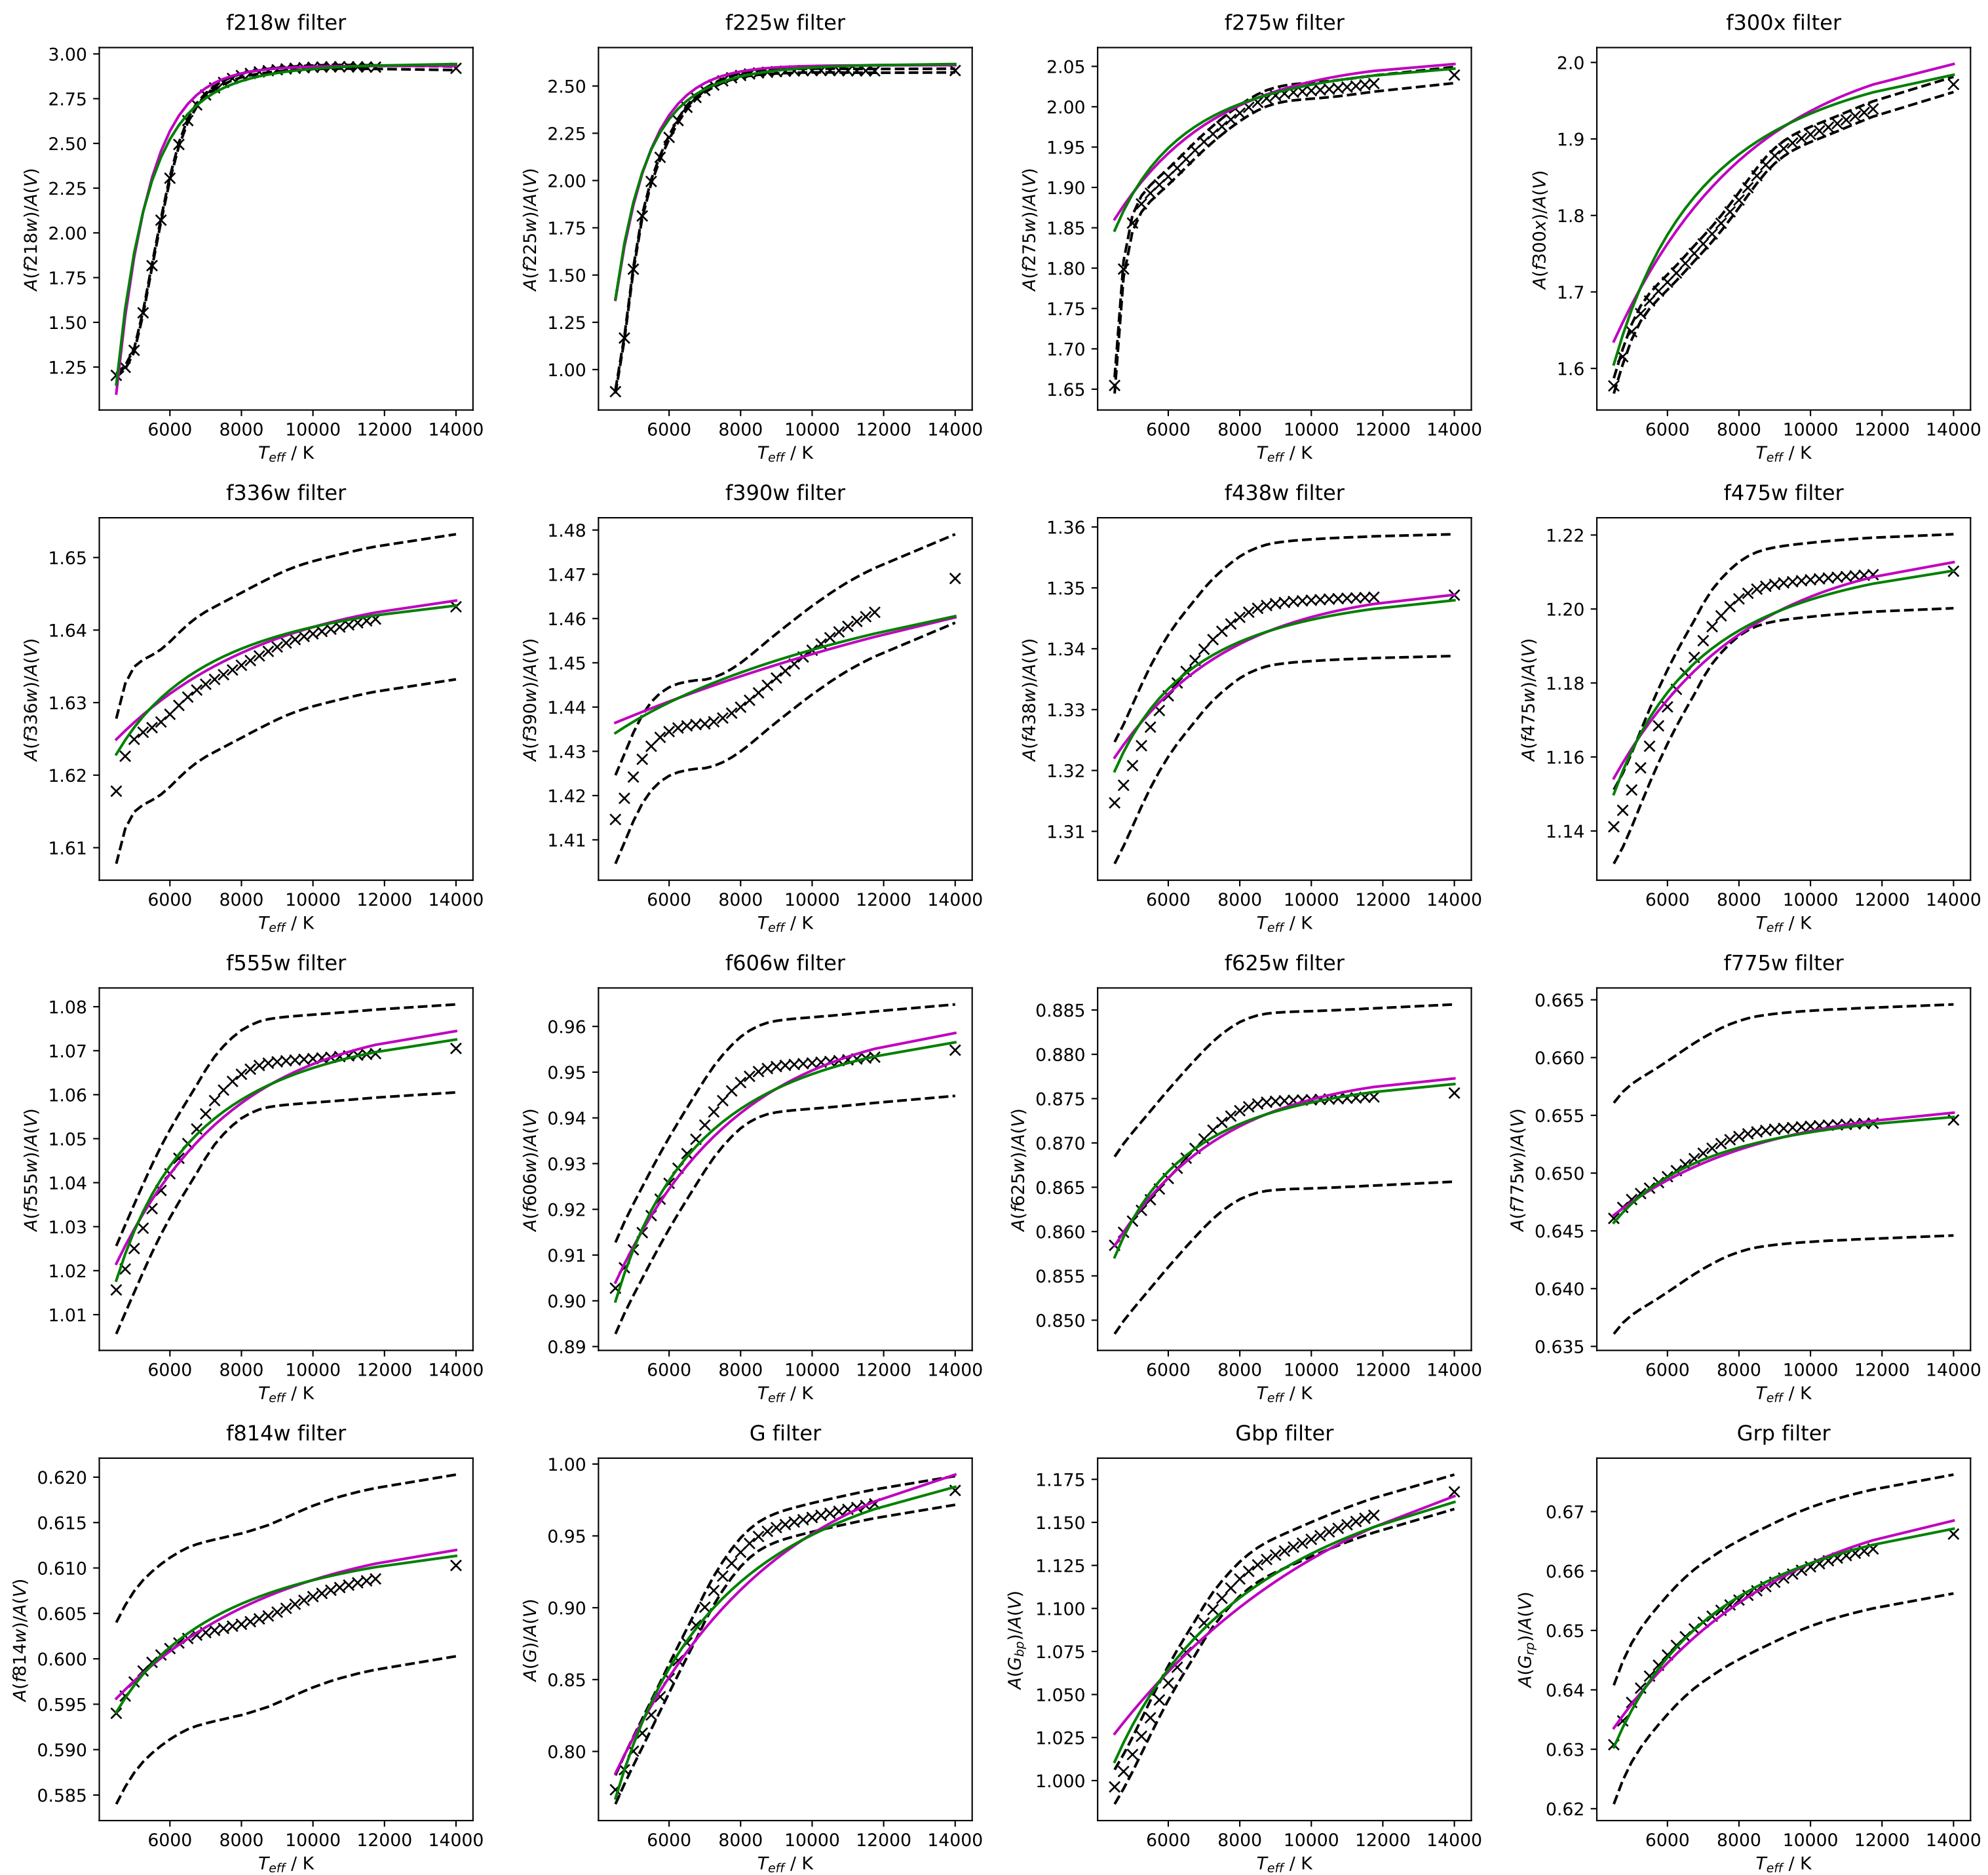 f218w filter
f225w filter
f275w filter
f300x filter
A(f218w)/A(V)
3.00
2.75
2.50
2.25
2.00
1.75
1.50
1.25
6000 8000 10000 12000 14000
T_eff / K
A(f225w)/A(V)
2.50
2.25
2.00
1.75
1.50
1.25
1.00
6000 8000 10000 12000 14000
T_eff / K
A(f275w)/A(V)
2.05
2.00
1.95
1.90
1.85
1.80
1.75
1.70
1.65
6000 8000 10000 12000 14000
T_eff / K
A(f300x)/A(V)
2.0
1.9
1.8
1.7
1.6
6000 8000 10000 12000 14000
T_eff / K
f336w filter
f390w filter
f438w filter
f475w filter
A(f336w)/A(V)
1.65
1.64
1.63
1.62
1.61
6000 8000 10000 12000 14000
T_eff / K
A(f390w)/A(V)
1.48
1.47
1.46
1.45
1.44
1.43
1.42
1.41
6000 8000 10000 12000 14000
T_eff / K
A(f438w)/A(V)
1.36
1.35
1.34
1.33
1.32
1.31
6000 8000 10000 12000 14000
T_eff / K
A(f475w)/A(V)
1.22
1.20
1.18
1.16
1.14
6000 8000 10000 12000 14000
T_eff / K
f555w filter
f606w filter
f625w filter
f775w filter
A(f555w)/A(V)
1.08
1.07
1.06
1.05
1.04
1.03
1.02
1.01
6000 8000 10000 12000 14000
T_eff / K
A(f606w)/A(V)
0.96
0.95
0.94
0.93
0.92
0.91
0.90
0.89
6000 8000 10000 12000 14000
T_eff / K
A(f625w)/A(V)
0.885
0.880
0.875
0.870
0.865
0.860
0.855
0.850
6000 8000 10000 12000 14000
T_eff / K
A(f775w)/A(V)
0.665
0.660
0.655
0.650
0.645
0.640
0.635
6000 8000 10000 12000 14000
T_eff / K
f814w filter
G filter
Gbp filter
Grp filter
A(f814w)/A(V)
0.620
0.615
0.610
0.605
0.600
0.595
0.590
0.585
6000 8000 10000 12000 14000
T_eff / K
A(G)/A(V)
1.00
0.95
0.90
0.85
0.80
6000 8000 10000 12000 14000
T_eff / K
A(G_bp)/A(V)
1.175
1.150
1.125
1.100
1.075
1.050
1.025
1.000
6000 8000 10000 12000 14000
T_eff / K
A(G_rp)/A(V)
0.67
0.66
0.65
0.64
0.63
0.62
6000 8000 10000 12000 14000
T_eff / K